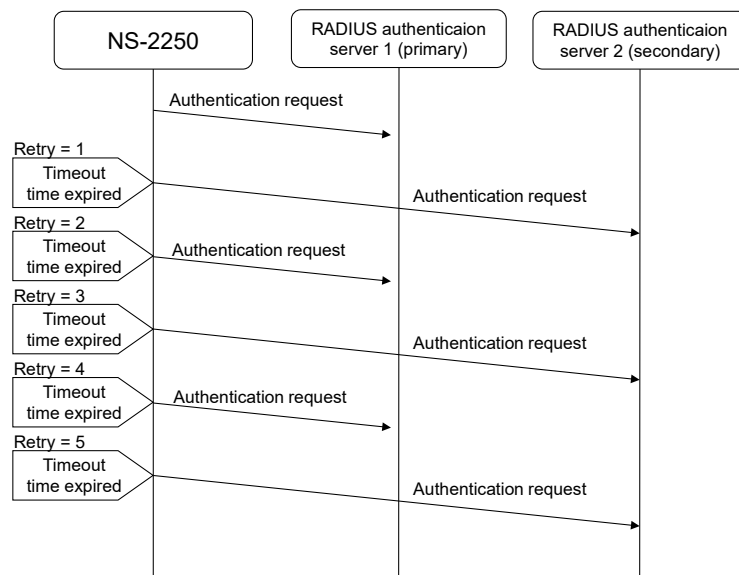 NS-2250
RADIUS authenticaion
server 1 (primary)
RADIUS authenticaion
server 2 (secondary)
Authentication request
Retry = 1
Timeout
time expired
Authentication request
Retry = 2
Timeout
time expired
Authentication request
Retry = 3
Timeout
time expired
Authentication request
Retry = 4
Timeout
time expired
Authentication request
Retry = 5
Timeout
time expired
Authentication request